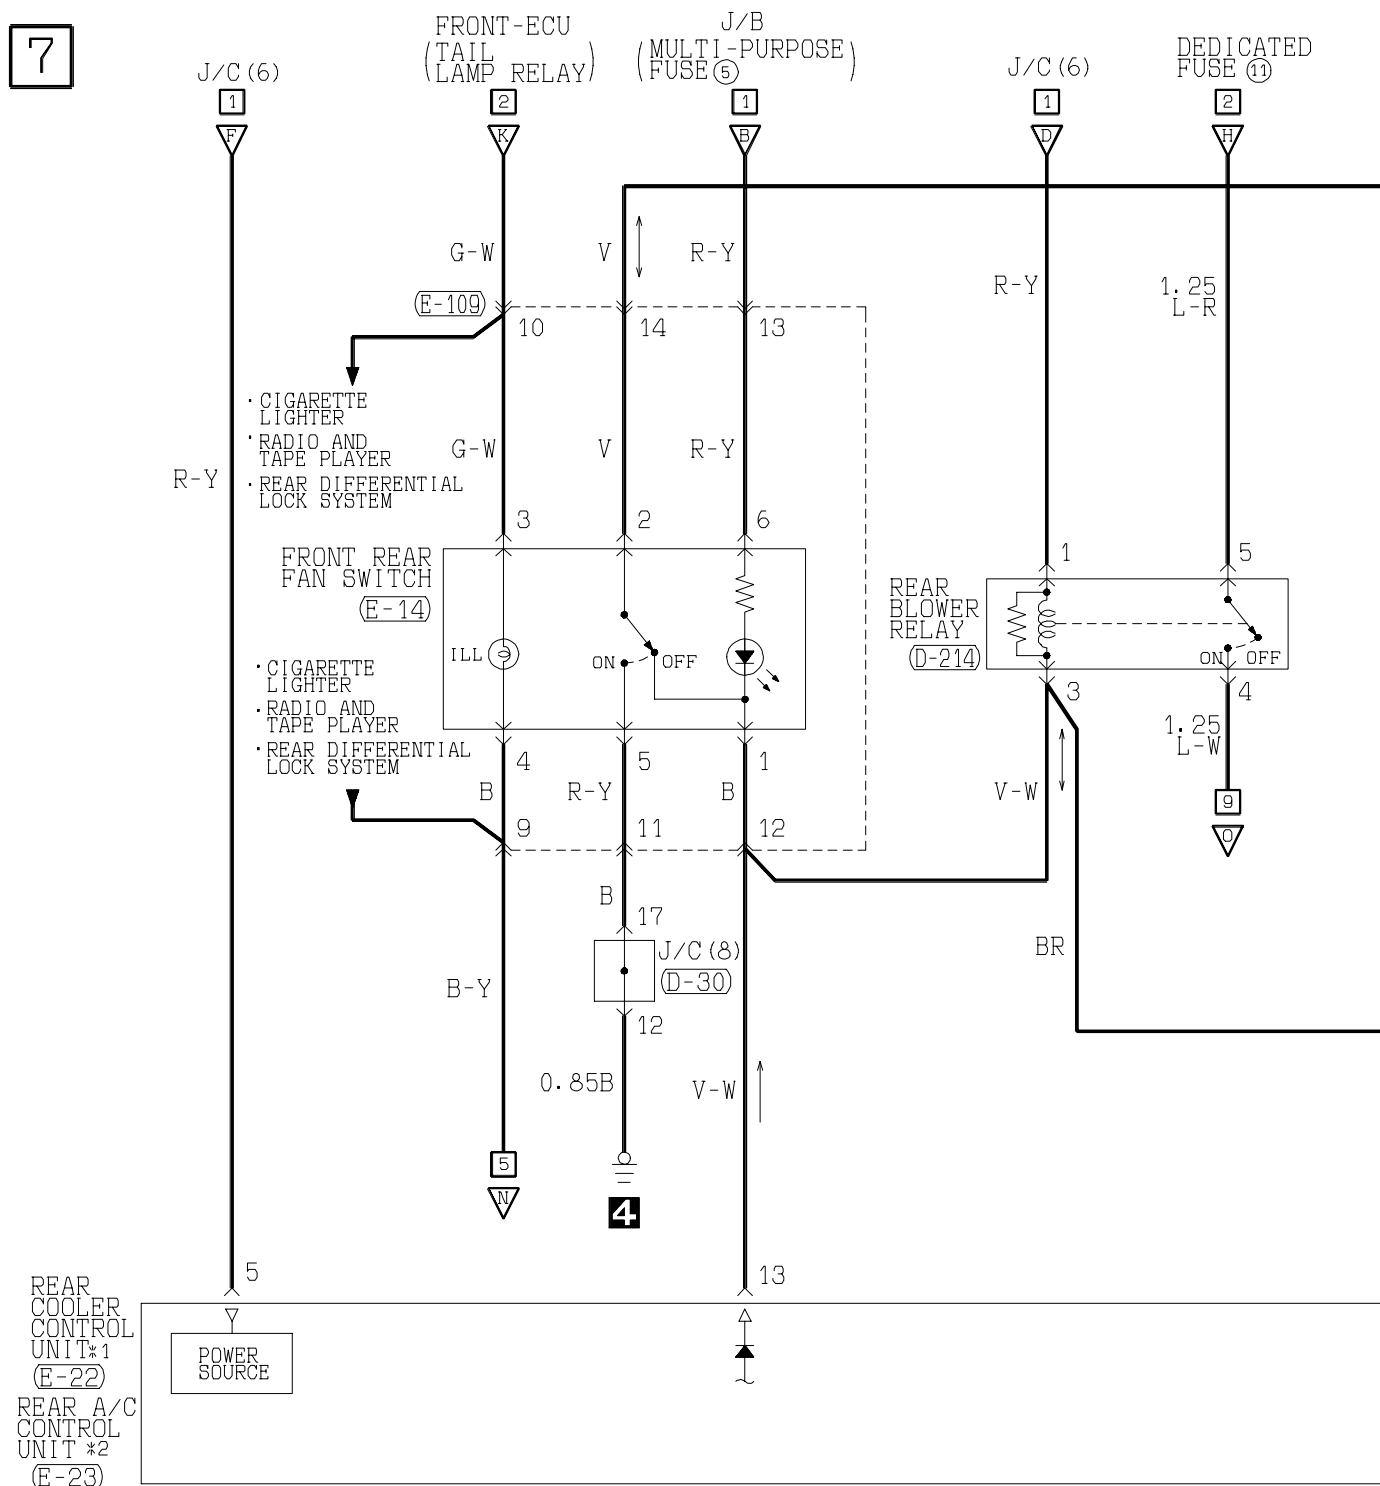 7
J/C(6)
FRONT-ECU
(TAIL
LAMP RELAY)
J/B
(MULTI-PURPOSE
FUSE⑤)
J/C(6)
DEDICATED
FUSE ⑪
1
2
1
1
2
F
K
B
D
H
G-W
V
R-Y
R-Y
1.25
L-R
E-109
10
14
13
・CIGARETTE
LIGHTER
・RADIO AND
TAPE PLAYER
・REAR DIFFERENTIAL
LOCK SYSTEM
R-Y
G-W
V
R-Y
3
2
6
1
5
FRONT REAR
FAN SWITCH
E-14
ILL
ON
OFF
REAR
BLOWER
RELAY
D-214
ON
OFF
・CIGARETTE
LIGHTER
・RADIO AND
TAPE PLAYER
・REAR DIFFERENTIAL
LOCK SYSTEM
4
5
1
3
4
B
R-Y
B
V-W
1.25
L-W
9
11
12
9
O
B
17
J/C(8)
D-30
B-Y
12
BR
0.85B
V-W
5
N
4
5
13
REAR
COOLER
CONTROL
UNIT*1
E-22
REAR A/C
CONTROL
UNIT *2
E-23
POWER
SOURCE